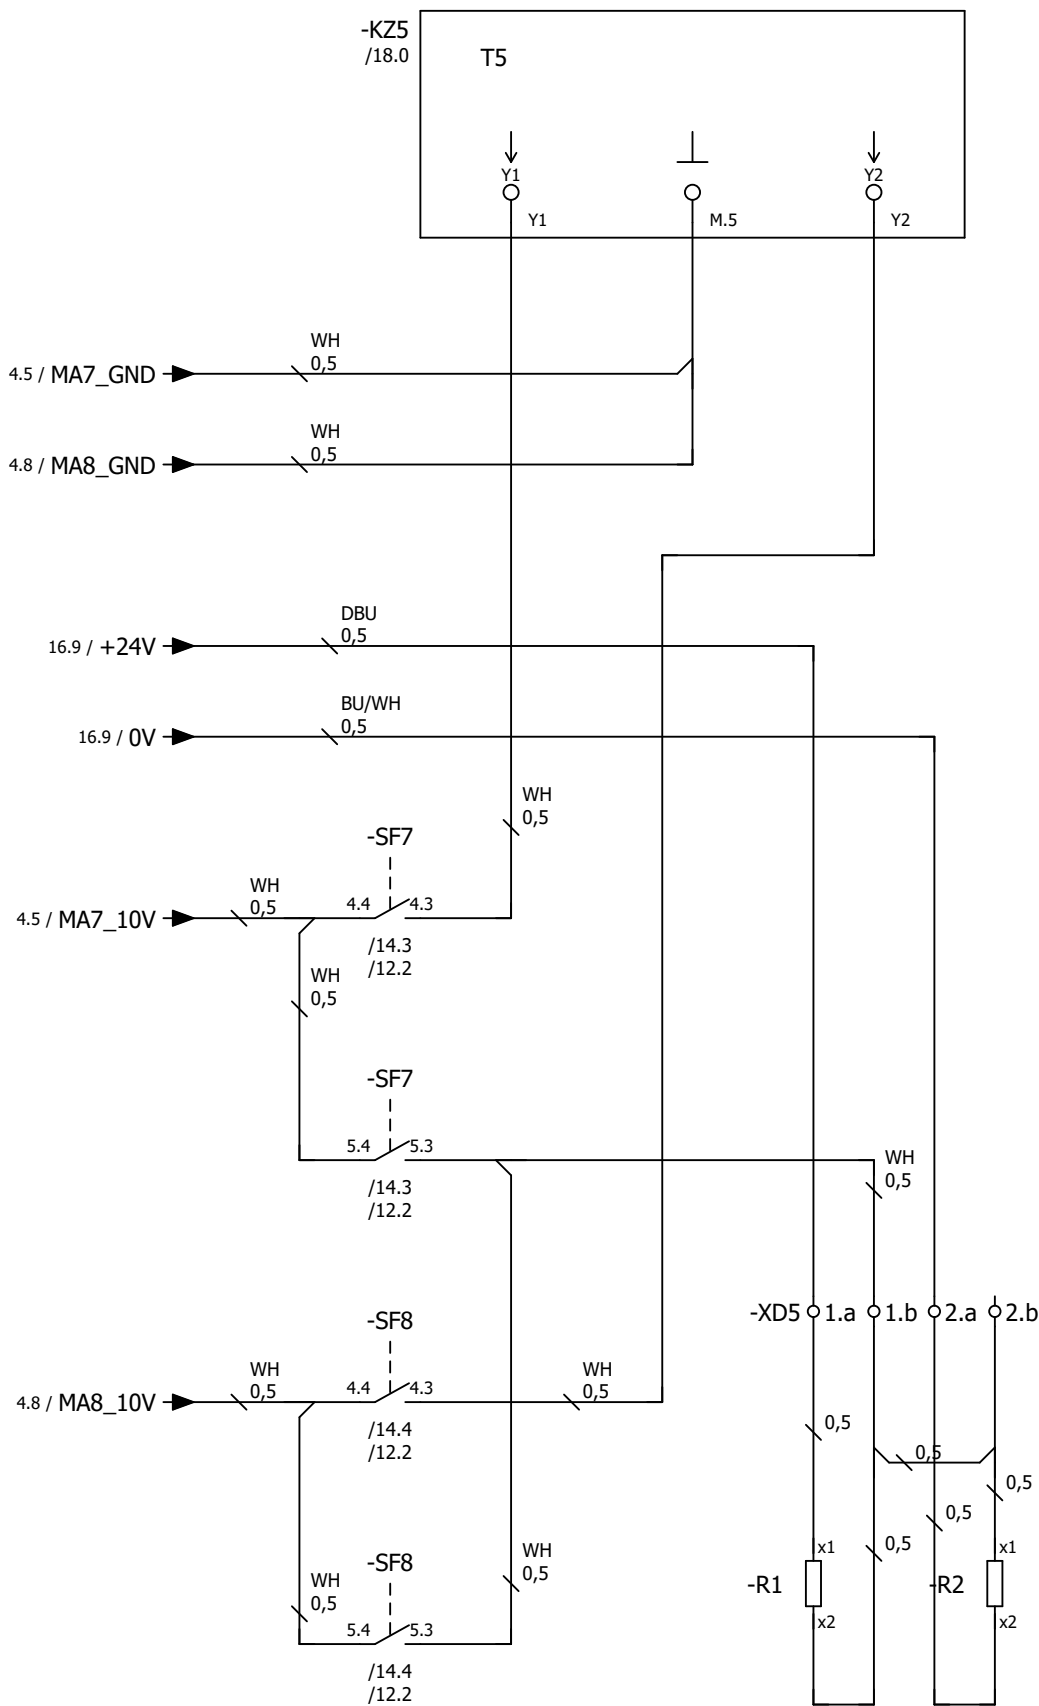 -KZ5
/18.0
T5
Y1
Y2
Y1
M.5
Y2
WH
0,5
4.5 / MA7_GND
WH
0,5
4.8 / MA8_GND
DBU
0,5
16.9 / +24V
BU/WH
0,5
16.9 / 0V
WH
0,5
-SF7
WH
0,5
4.4
4.3
4.5 / MA7_10V
/14.3
/12.2
WH
0,5
-SF7
5.4
5.3
WH
0,5
/14.3
/12.2
-XD5
1.a
1.b
2.a
2.b
-SF8
WH
0,5
4.4
4.3
WH
0,5
4.8 / MA8_10V
/14.4
/12.2
0,5
0,5
0,5
0,5
0,5
-SF8
WH
0,5
WH
0,5
5.4
5.3
/14.4
/12.2
x1
-R1
x2
x1
-R2
x2